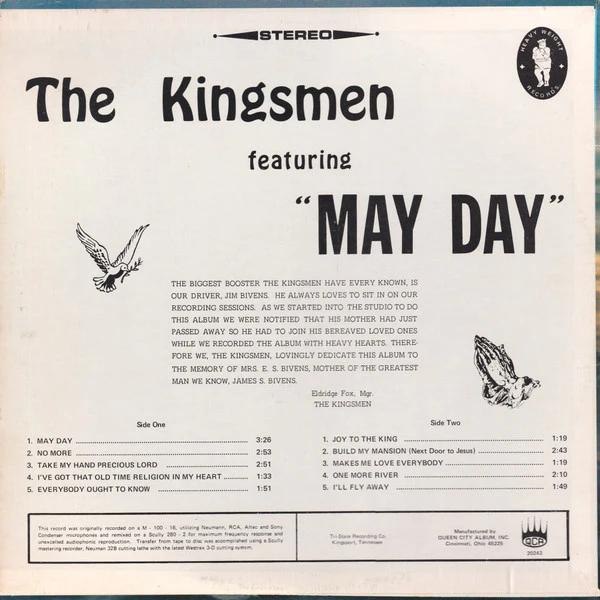 STEREO
HEAVY WEIGHT
RECORDS
The Kingsmen
featuring
"MAY DAY"
THE BIGGEST BOOSTER THE KINGSMEN HAVE EVERY KNOWN, IS
OUR DRIVER, JIM BIVENS. HE ALWAYS LOVES TO SIT IN ON OUR
RECORDING SESSIONS. AS WE STARTED INTO THE STUDIO TO DO
THIS ALBUM WE WERE NOTIFIED THAT HIS MOTHER HAD JUST
PASSED AWAY SO HE HAD TO JOIN HIS BEREAVED LOVED ONES
WHILE WE RECORDED THE ALBUM WITH HEAVY HEARTS. THERE-
FORE WE, THE KINGSMEN, LOVINGLY DEDICATE THIS ALBUM TO
THE MEMORY OF MRS. E. S. BIVENS, MOTHER OF THE GREATEST
MAN WE KNOW, JAMES S. BIVENS.
Eldridge Fox, Mgr.
THE KINGSMEN
Side One
1. MAY DAY 3:26
2. NO MORE 2:53
3. TAKE MY HAND PRECIOUS LORD 2:51
4. I'VE GOT THAT OLD TIME RELIGION IN MY HEART 1:33
5. EVERYBODY OUGHT TO KNOW 1:51
Side Two
1. JOY TO THE KING 1:19
2. BUILD MY MANSION (Next Door to Jesus) 2:43
3. MAKES ME LOVE EVERYBODY 1:19
4. ONE MORE RIVER 2:10
5. I'LL FLY AWAY 1:49
This record was originally recorded on a M - 100 - 16, utilizing Neumann, RCA, Altec and Sony
Condenser microphones and remixed on a Scully 280 - 2 for maximum frequency response and
unexcelled audiophonic reproduction. Transfer from tape to disc was acomplished using a Scully
mastering recorder, Neuman 32B cutting lathe with the latest Westrex 3-D cutting system.
Tri-State Recording Co.
Kingsport, Tennessee
Manufactured by
QUEEN CITY ALBUM, INC.
Cincinnati, Ohio 45225
QCA
20243